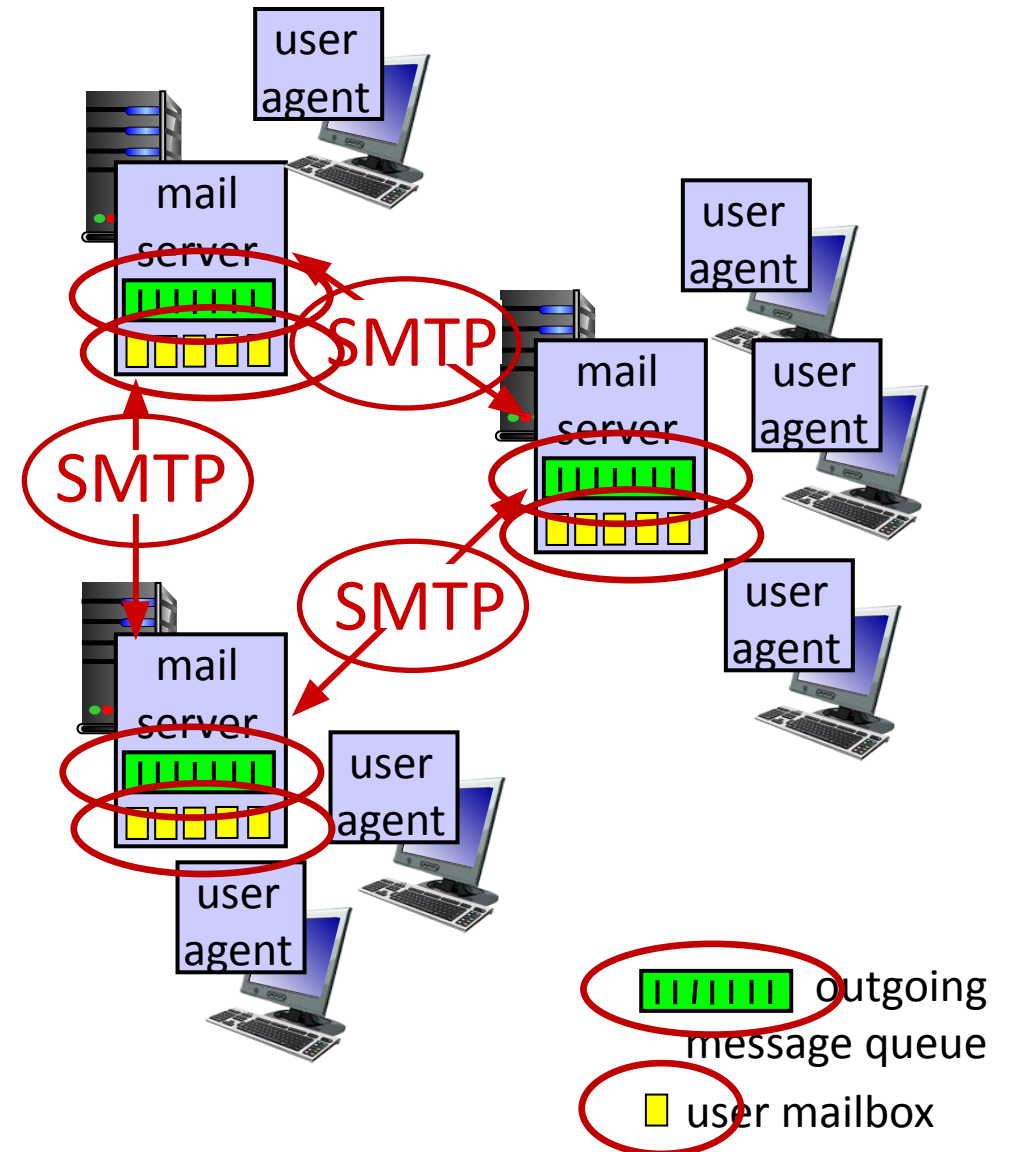 user
agent
mail
server
SMTP
user
agent
mail
server
user
agent
SMTP
SMTP
user
agent
mail
server
user
agent
user
agent
outgoing
message queue
user mailbox